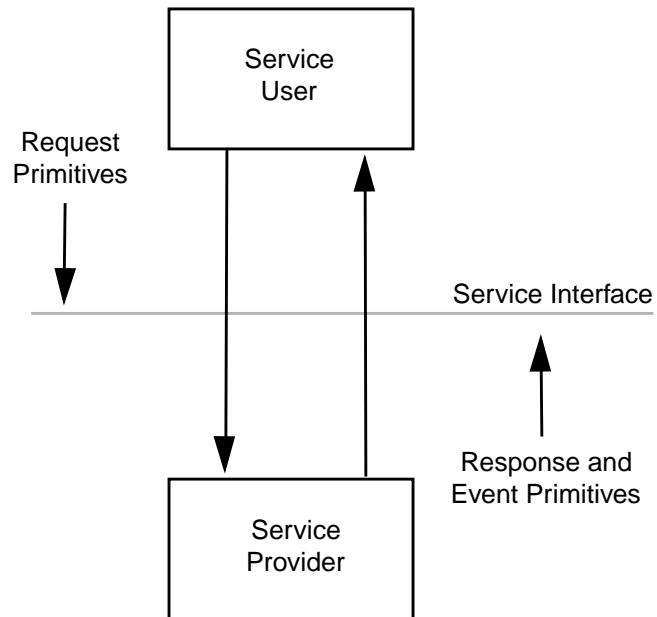 Service
User
Request
Primitives
Service Interface
Response and
Event Primitives
Service
Provider